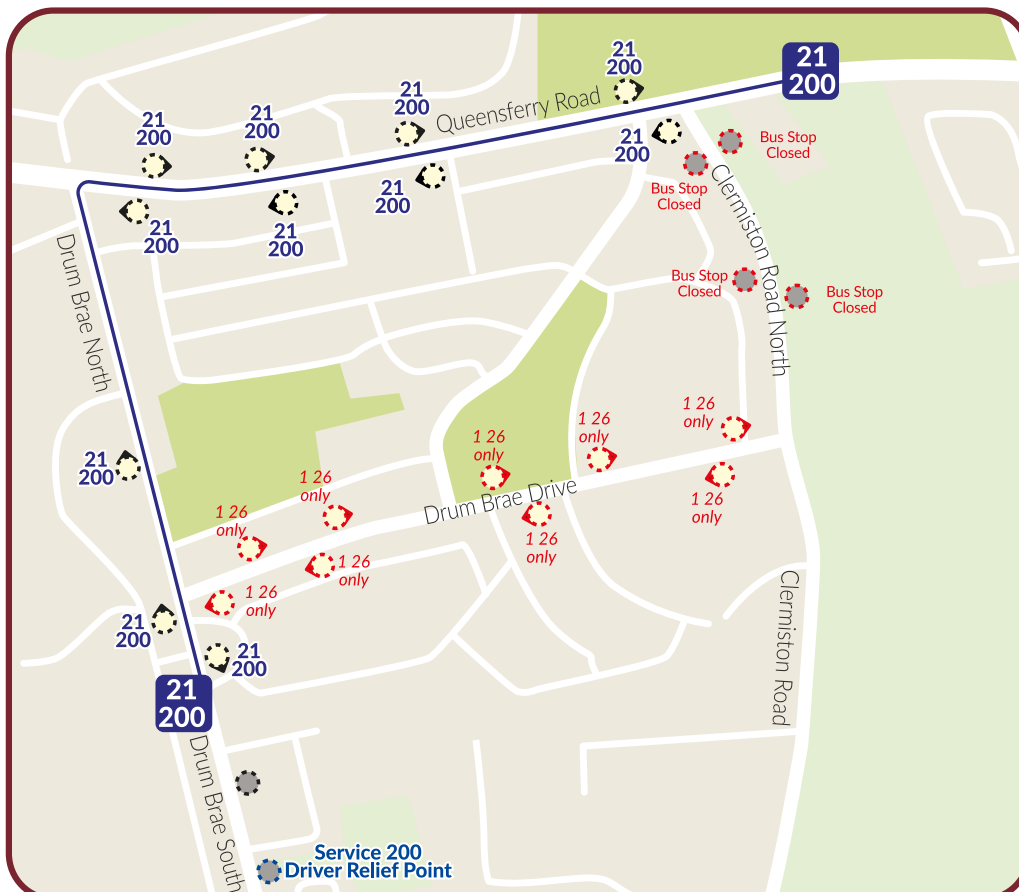 21
200
21
200
21
200
21
200
21
200
Queensferry Road
21
200
Bus Stop
Closed
Bus Stop
Closed
21
200
21
200
21
200
Clermiston Road North
Drum Brae North
Bus Stop
Closed
Bus Stop
Closed
1 26
only
1 26
only
1 26
only
21
200
1 26
only
Drum Brae Drive
1 26
only
1 26
only
1 26
only
1 26
only
1 26
only
21
200
21
200
Clermiston Road
21
200
Drum Brae South
Service 200
Driver Relief Point